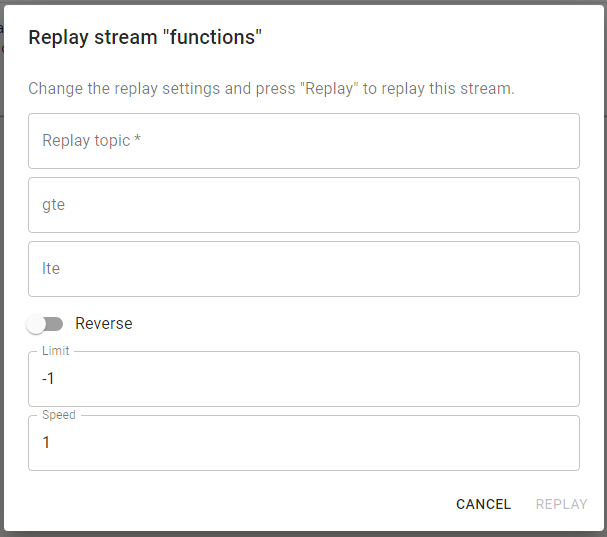 Replay stream "functions"
Change the replay settings and press "Replay" to replay this stream.
Replay topic *
gte
lte
Reverse
Limit
-1
Speed
1
CANCEL REPLAY